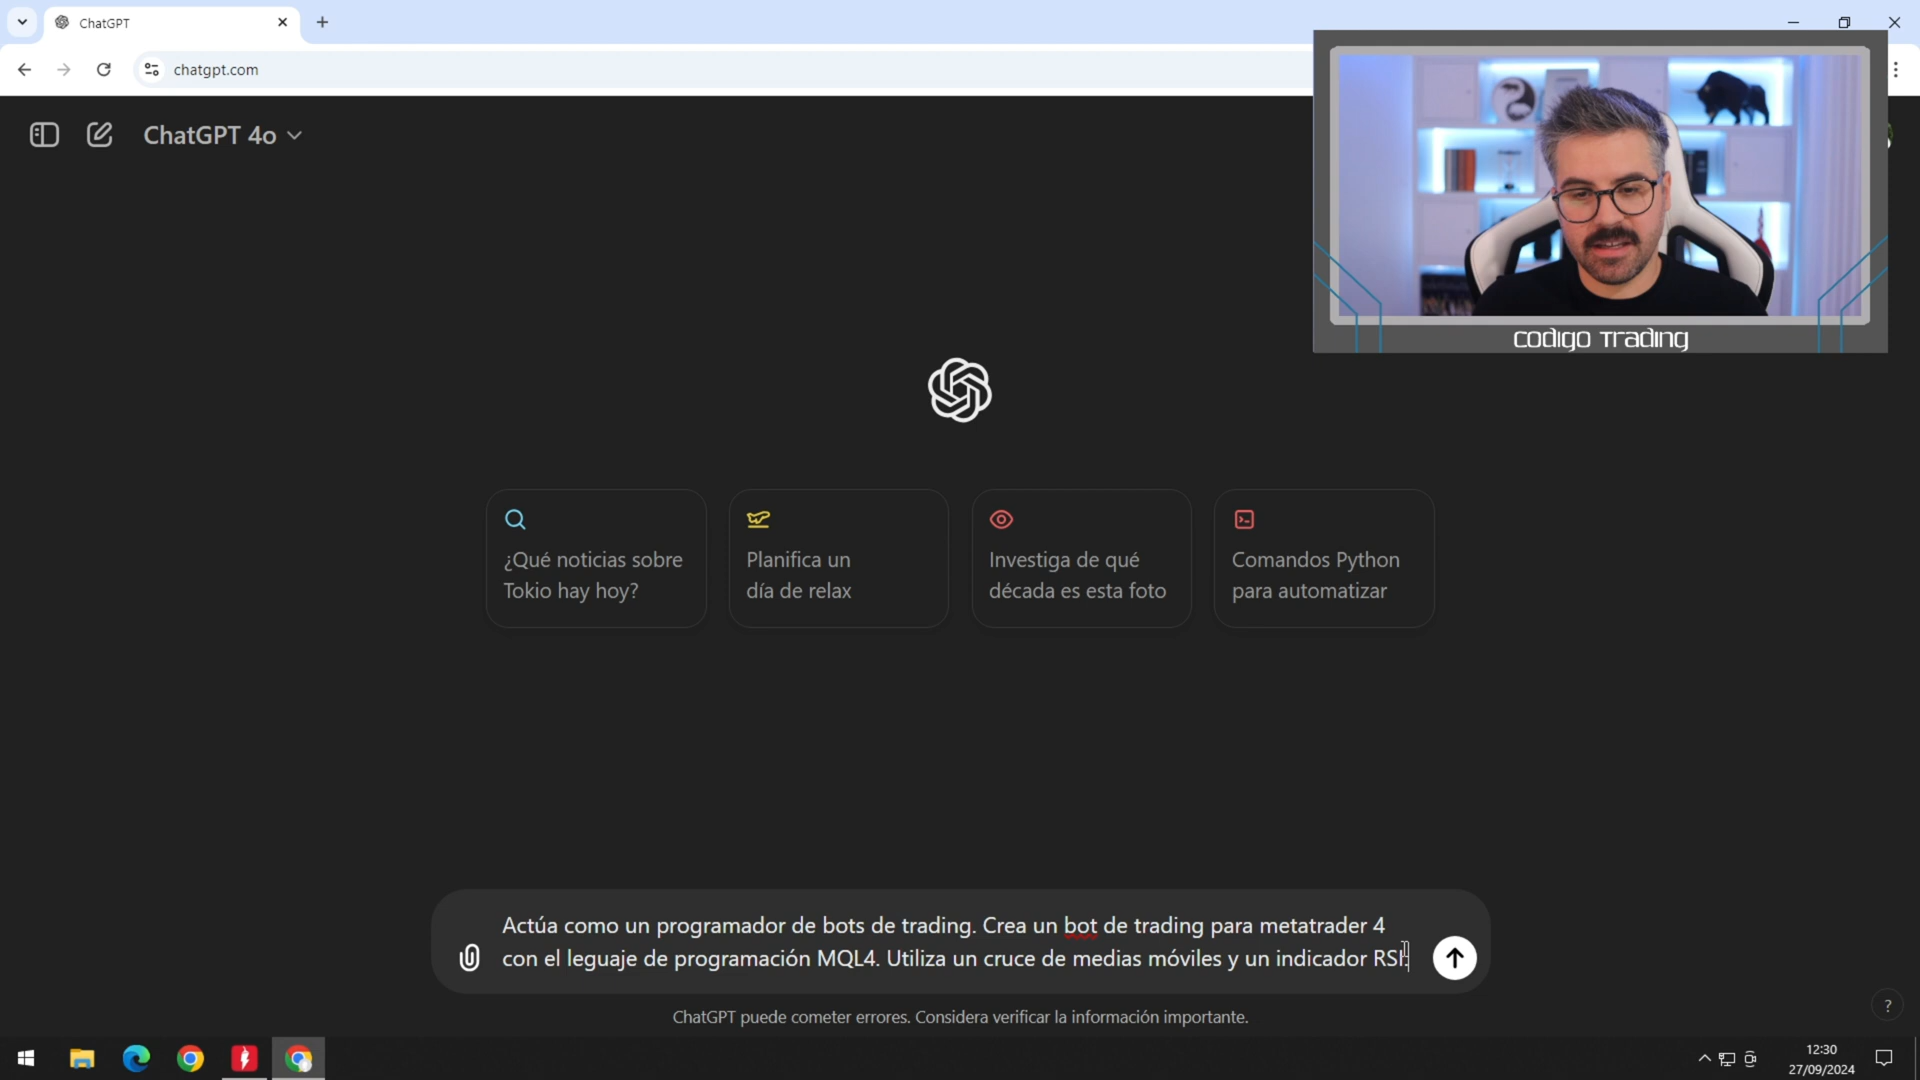 ChatGPT
chatgpt.com
ChatGPT 4o
CODIGO TRADING
¿Qué noticias sobre
Tokio hay hoy?
Planifica un
día de relax
Investiga de qué
década es esta foto
Comandos Python
para automatizar
Actúa como un programador de bots de trading. Crea un bot de trading para metatrader 4
con el leguaje de programación MQL4. Utiliza un cruce de medias móviles y un indicador RSI.
ChatGPT puede cometer errores. Considera verificar la información importante.
?
12:30
27/09/2024